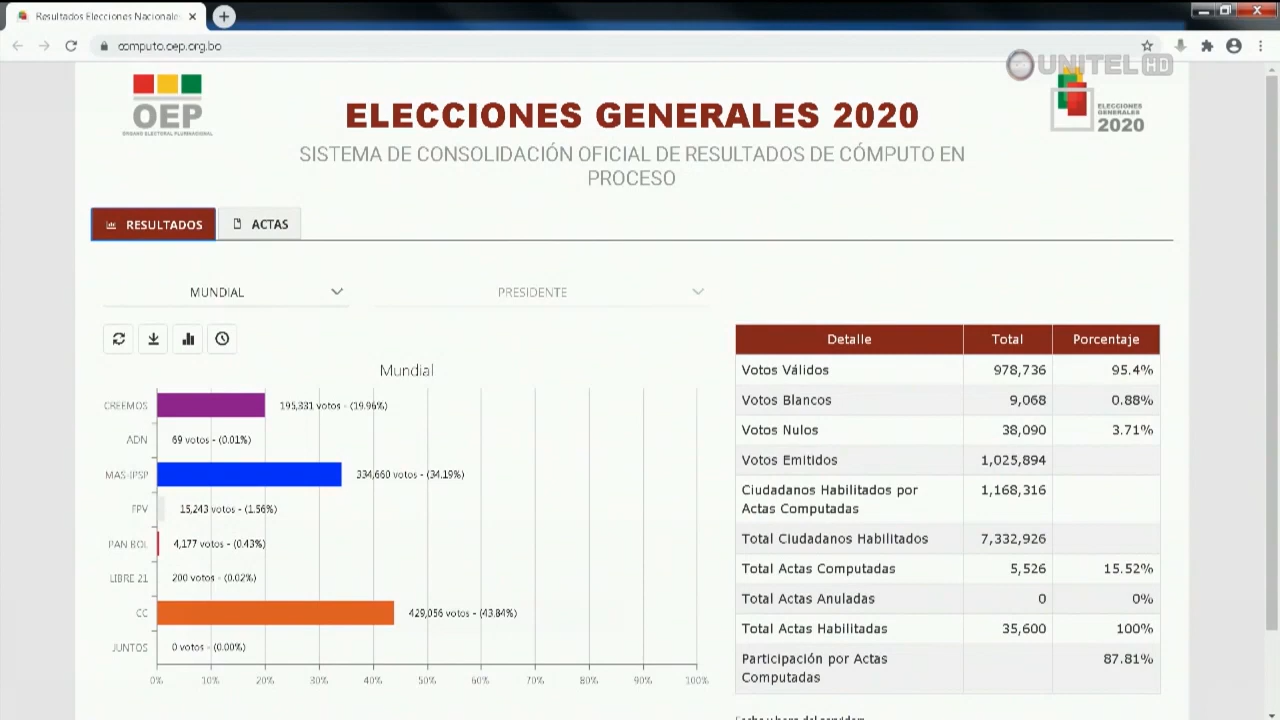 Resultados Elecciones Nacionale
computo.oep.org.bo
UNITEL HD
OEP
ÓRGANO ELECTORAL PLURINACIONAL
ELECCIONES GENERALES 2020
SISTEMA DE CONSOLIDACIÓN OFICIAL DE RESULTADOS DE CÓMPUTO EN
PROCESO
ELECCIONES
GENERALES
2020
RESULTADOS
ACTAS
MUNDIAL
PRESIDENTE
Mundial
CREEMOS 195,331 votos - (19.96%)
ADN 69 votos - (0.01%)
MAS-IPSP 334,660 votos - (34.19%)
FPV 15,243 votos - (1.56%)
PAN BOL 4,177 votos - (0.43%)
LIBRE 21 200 votos - (0.02%)
CC 429,056 votos - (43.84%)
JUNTOS 0 votos - (0.00%)
0% 10% 20% 30% 40% 50% 60% 70% 80% 90% 100%
Detalle Total Porcentaje
Votos Válidos 978,736 95.4%
Votos Blancos 9,068 0.88%
Votos Nulos 38,090 3.71%
Votos Emitidos 1,025,894
Ciudadanos Habilitados por 1,168,316
Actas Computadas
Total Ciudadanos Habilitados 7,332,926
Total Actas Computadas 5,526 15.52%
Total Actas Anuladas 0 0%
Total Actas Habilitadas 35,600 100%
Participación por Actas 87.81%
Computadas
Fecha y hora del servidor: